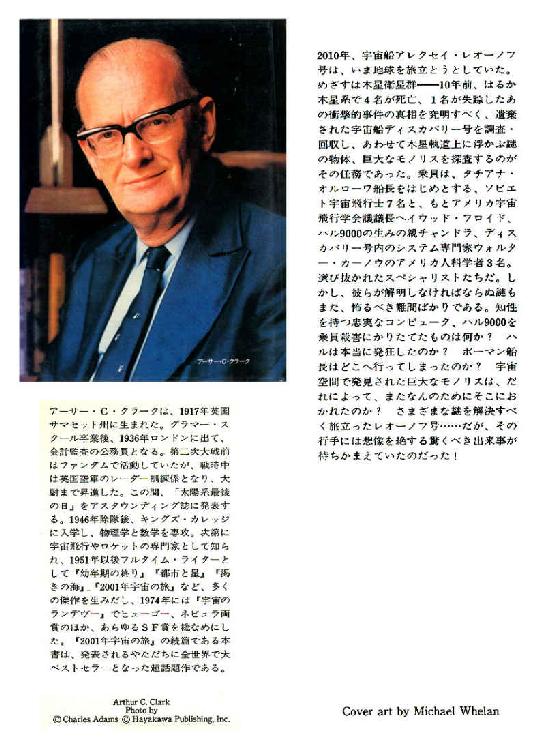 アーサー・C・クラーク
アーサー・C・クラークは、1917年英国
サマセット州に生まれた。グラマー・ス
クール卒業後、1936年ロンドンに出て、
会計監査の公務員となる。第二次大戦前
はファンダムで活動していたが、戦時中
は英国空軍のレーダー関係係となり、大
尉まで昇進した。この間、「太陽系最後
の日」をアスタウンディング誌に発表す
る。1946年除隊後、キングズ・カレッジ
に入学し、物理学と数学を専攻。次第に
宇宙飛行やロケットの専門家として知ら
れ、1951年以後フルタイム・ライターと
して『幼年期の終り』『都市と星』『渇
きの海』、『2001年宇宙の旅』など、多く
の傑作を生みだし、1974年には『宇宙の
ランデヴー』でヒューゴー、ネビュラ両
賞のほか、あらゆるSF賞を総なめにし
た。『2001年宇宙の旅』の続篇である本
書は、発表されるやただちに全世界で大
ベストセラーとなった超話題作である。
Arthur C. Clark
Photo by
© Charles Adams © Hayakawa Publishing, Inc.
2010年、宇宙船アレクセイ・レオーノフ
号は、いま地球を旅立とうとしていた。
めざすは木星衛星群――10年前、はるか
木星系で4名が死亡、1名が失踪したあ
の衝撃的事件の真相を究明すべく、遺棄
された宇宙船ディスカバリー号を調査・
回収し、あわせて木星軌道上に浮かぶ謎
の物体、巨大なモノリスを探査するのが
その任務であった。乗員は、タチアナ・
オルローワ船長をはじめとする、ソビエ
ト宇宙飛行士7名と、もとアメリカ宇宙
飛行学会議議長ヘイウッド・フロイド、
ハル9000の生みの親チャンドラ、ディス
カバリー号内のシステム専門家ウォルタ
ー・カーノウのアメリカ人科学者3名。
選び抜かれたスペシャリストたちだ。し
かし、彼らが解明しなければならぬ謎も
また、怖るべき難問ばかりである。知性
を持つ忠実なコンピュータ、ハル9000を
乗員殺害にかりたてたものは何か？　ハ
ルは本当に発狂したのか？　ボーマン船
長はどこへ行ってしまったのか？　宇宙
空間で発見された巨大なモノリスは、だ
れによって、またなんのためにそこにお
かれたのか？　さまざまな謎を解決すべ
く旅立ったレオーノフ号……だが、その
行手には想像を絶する驚くべき出来事が
待ちかまえていたのだった！
Cover art by Michael Whelan